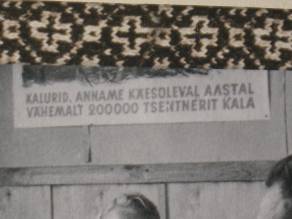 KALURID, ANNAME KÄESOLEVAL AASTAL
VÄHEMALT 200000 TSENTNERIT KALA